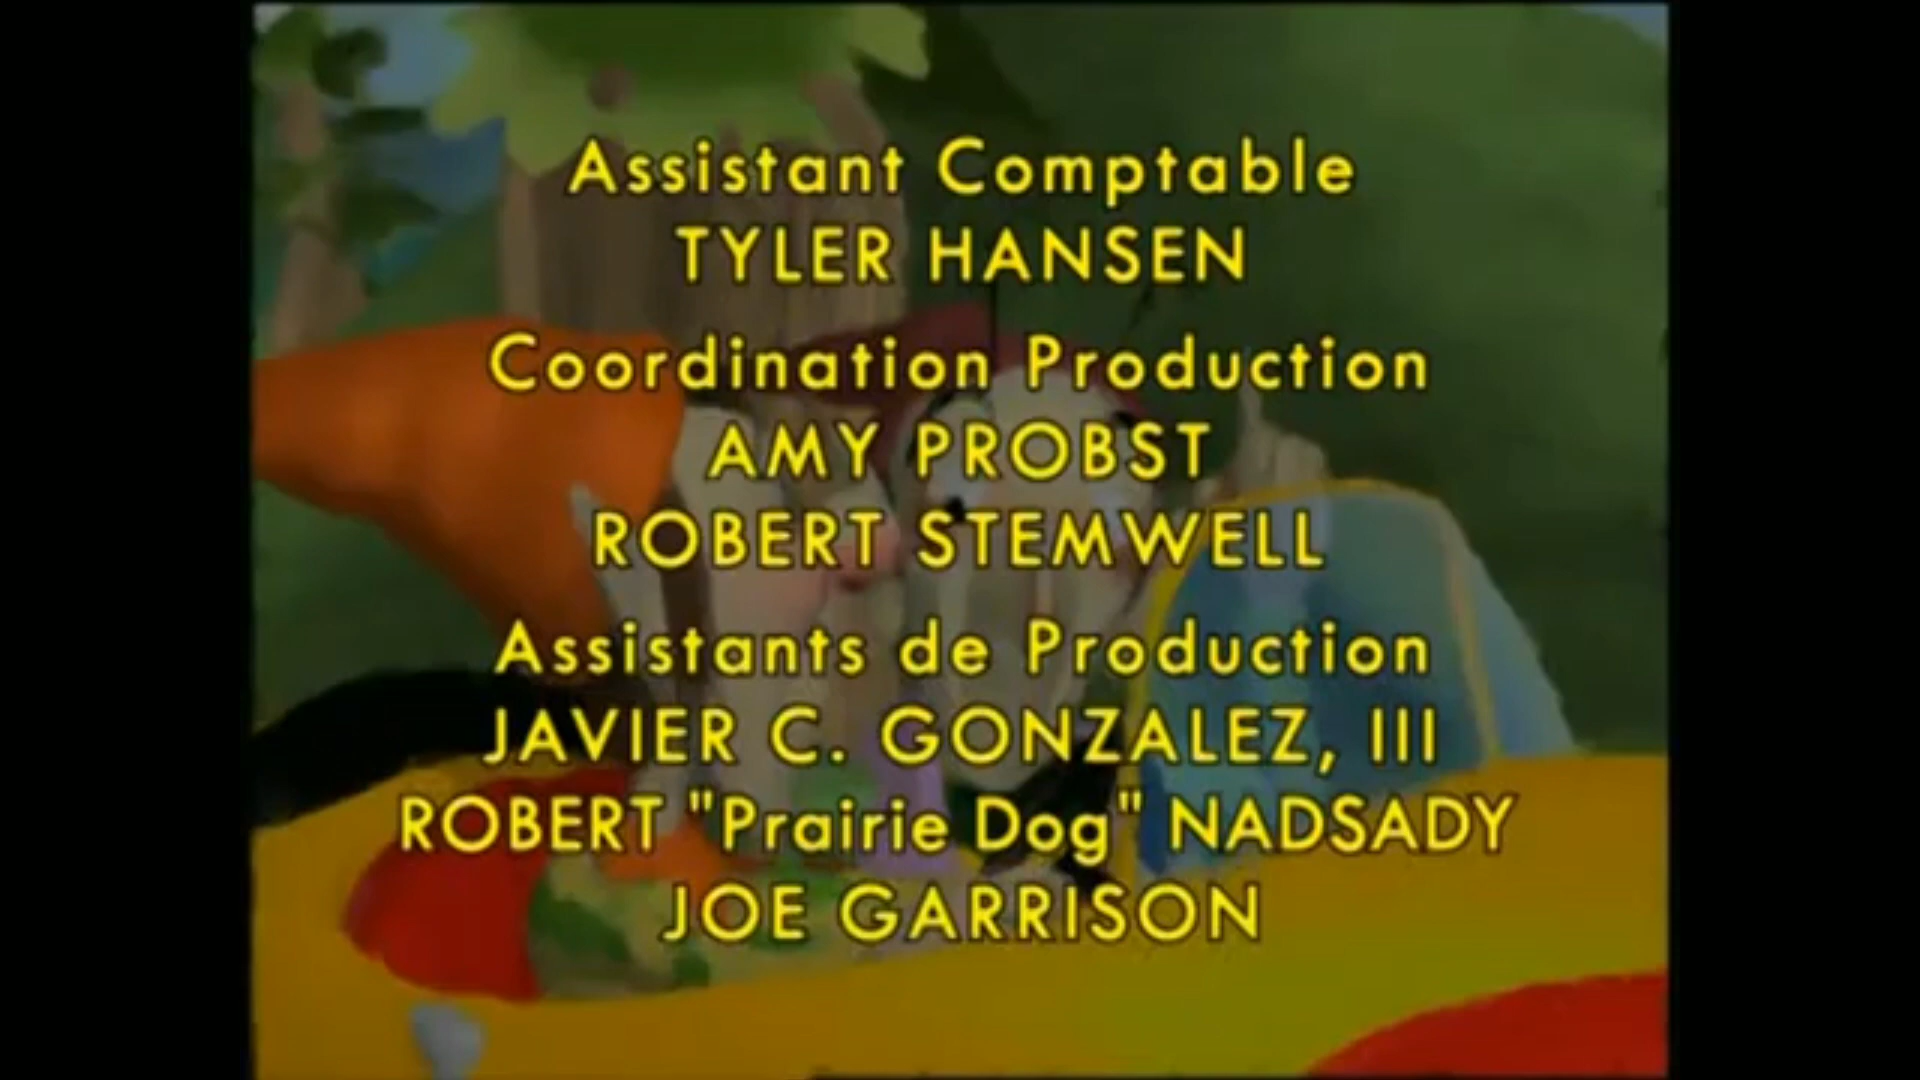 Assistant Comptable
TYLER HANSEN
Coordination Production
AMY PROBST
ROBERT STEMWELL
Assistants de Production
JAVIER C. GONZALEZ, III
ROBERT "Prairie Dog" NADSADY
JOE GARRISON